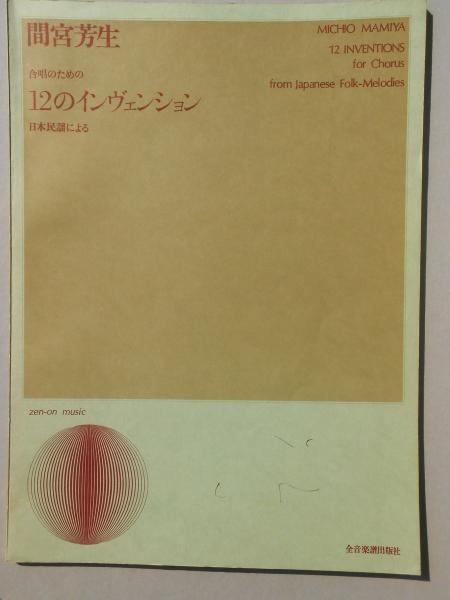 間宮芳生
合唱のための
12のインヴェンション
日本民謡による
MICHIO MAMIYA
12 INVENTIONS
for Chorus
from Japanese Folk-Melodies
zen-on music
全音楽譜出版社